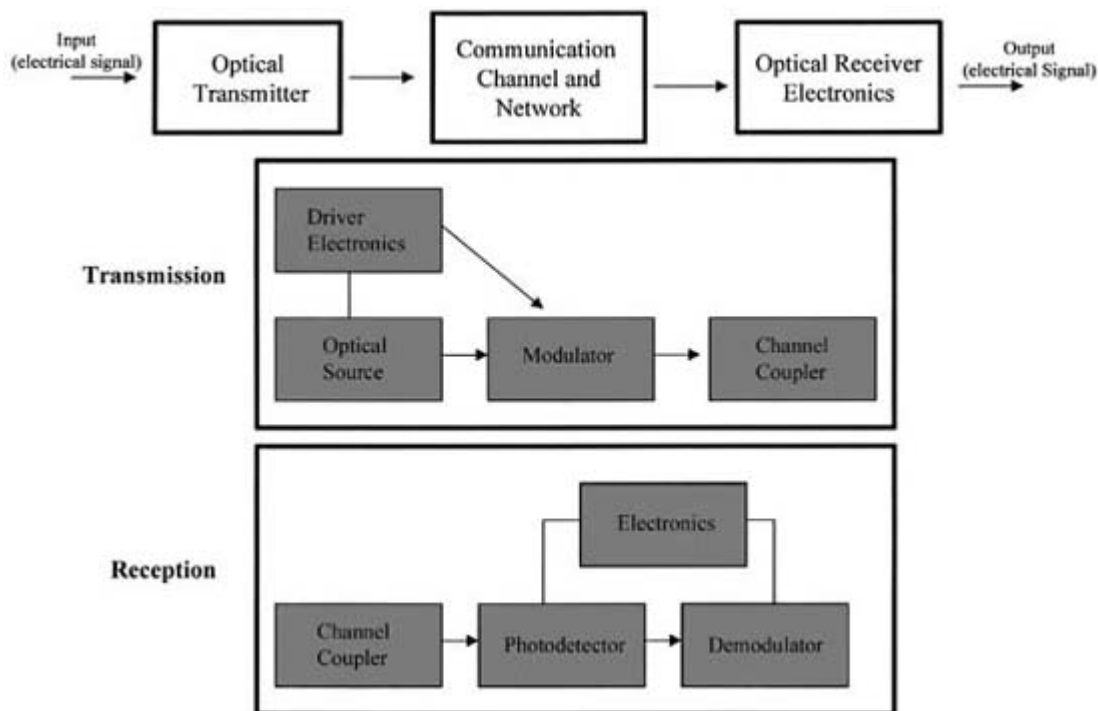 Input
(electrical signal)
Optical
Transmitter
Communication
Channel and
Network
Optical Receiver
Electronics
Output
(electrical Signal)
Transmission
Driver
Electronics
Optical
Source
Modulator
Channel
Coupler
Reception
Electronics
Channel
Coupler
Photodetector
Demodulator